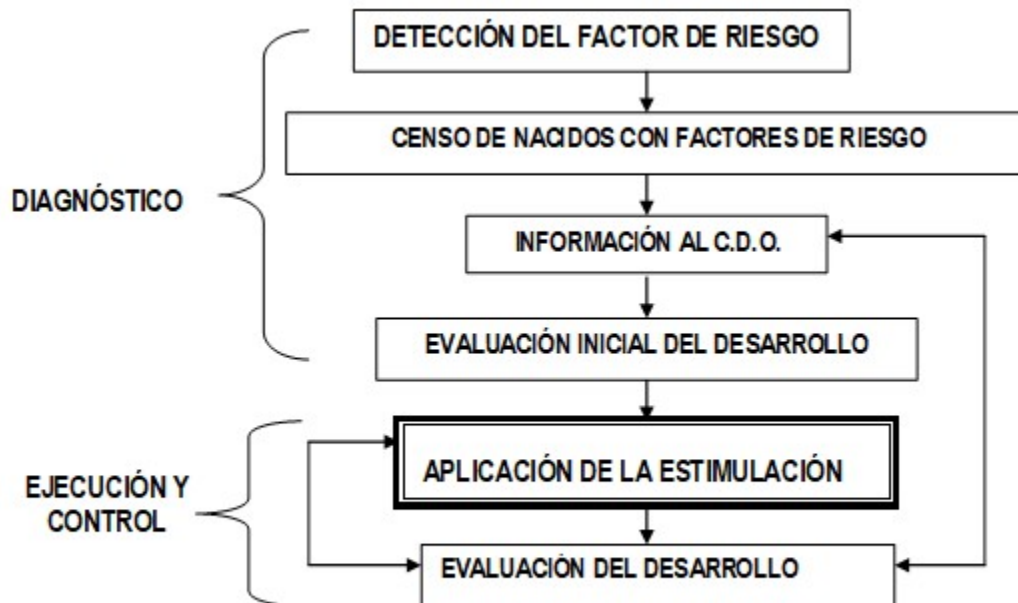 DETECCIÓN DEL FACTOR DE RIESGO
CENSO DE NACIDOS CON FACTORES DE RIESGO
DIAGNÓSTICO
INFORMACIÓN AL C.D.O.
EVALUACIÓN INICIAL DEL DESARROLLO
APLICACIÓN DE LA ESTIMULACIÓN
EJECUCIÓN Y
CONTROL
EVALUACIÓN DEL DESARROLLO